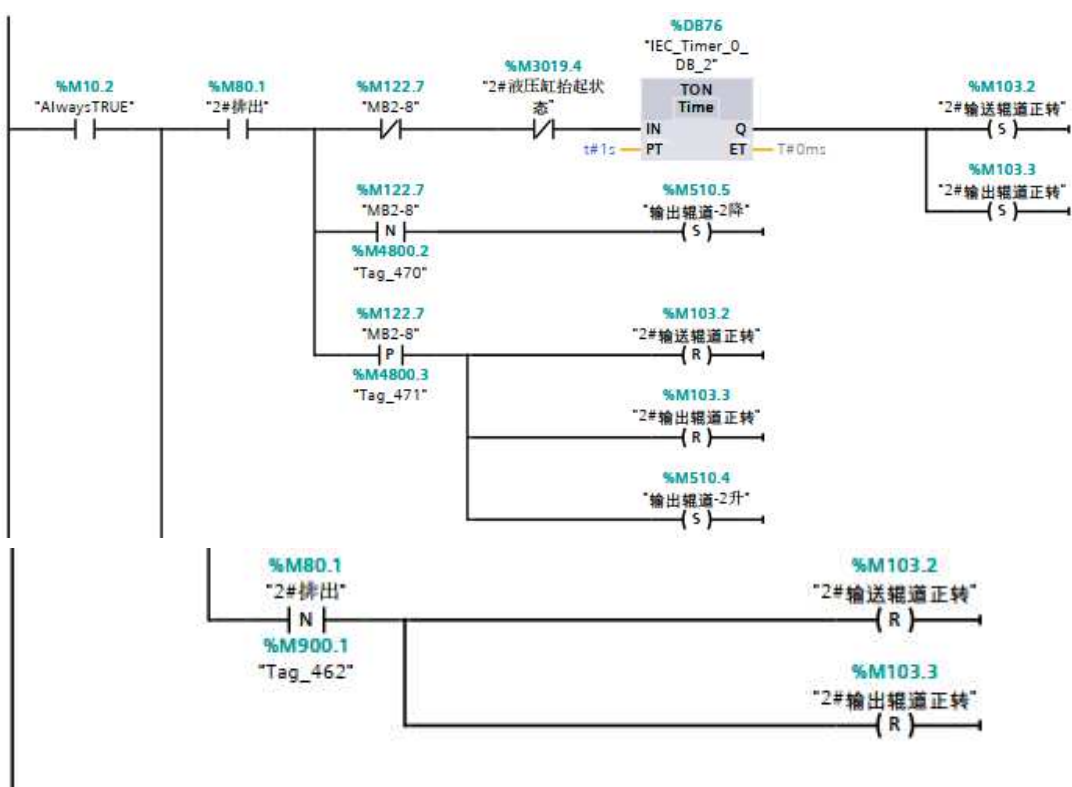 %DB76
"IEC_Timer_0_
DB_2"
%M10.2
"AlwaysTRUE"
%M80.1
"2#排出"
%M122.7
"MB2-8"
%M3019.4
"2#液压缸抬起状
态"
TON
Time
IN
Q
t#1s
PT
ET
T#0ms
%M103.2
"2#输送辊道正转"
S
%M103.3
"2#输出辊道正转"
S
%M122.7
"MB2-8"
N
%M4800.2
"Tag_470"
%M510.5
"输出辊道-2降"
S
%M122.7
"MB2-8"
P
%M4800.3
"Tag_471"
%M103.2
"2#输送辊道正转"
R
%M103.3
"2#输出辊道正转"
R
%M510.4
"输出辊道-2升"
S
%M80.1
"2#排出"
N
%M900.1
"Tag_462"
%M103.2
"2#输送辊道正转"
R
%M103.3
"2#输出辊道正转"
R